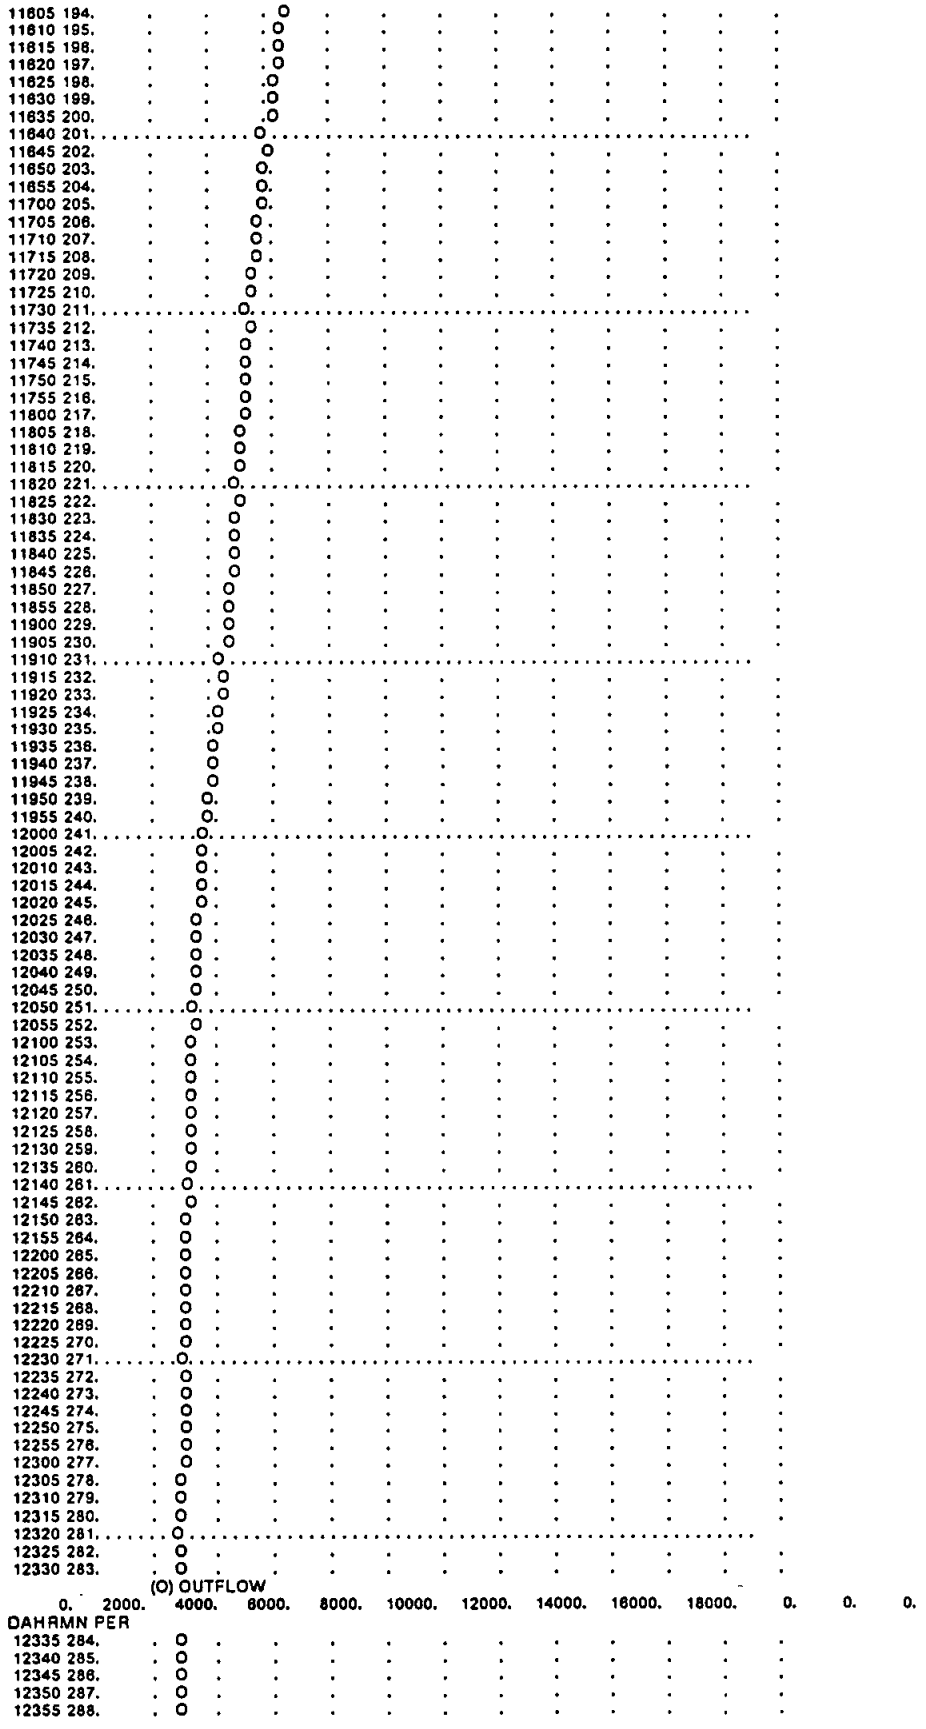 11605 194. O
11610 195. O
11615 196. O
11620 197. O
11625 198. O
11630 199. O
11635 200. O
11640 201. O
11645 202. O
11650 203. O
11655 204. O
11700 205. O
11705 206. O
11710 207. O
11715 208. O
11720 209. O
11725 210. O
11730 211. O
11735 212. O
11740 213. O
11745 214. O
11750 215. O
11755 216. O
11800 217. O
11805 218. O
11810 219. O
11815 220. O
11820 221. O
11825 222. O
11830 223. O
11835 224. O
11840 225. O
11845 226. O
11850 227. O
11855 228. O
11900 229. O
11905 230. O
11910 231. O
11915 232. O
11920 233. O
11925 234. O
11930 235. O
11935 236. O
11940 237. O
11945 238. O
11950 239. O
11955 240. O
12000 241. O
12005 242. O
12010 243. O
12015 244. O
12020 245. O
12025 246. O
12030 247. O
12035 248. O
12040 249. O
12045 250. O
12050 251. O
12055 252. O
12100 253. O
12105 254. O
12110 255. O
12115 256. O
12120 257. O
12125 258. O
12130 259. O
12135 260. O
12140 261. O
12145 262. O
12150 263. O
12155 264. O
12200 265. O
12205 266. O
12210 267. O
12215 268. O
12220 269. O
12225 270. O
12230 271. O
12235 272. O
12240 273. O
12245 274. O
12250 275. O
12255 276. O
12300 277. O
12305 278. O
12310 279. O
12315 280. O
12320 281. O
12325 282. O
12330 283. O
(O) OUTFLOW
0. 2000. 4000. 6000. 8000. 10000. 12000. 14000. 16000. 18000. 0. 0. 0.
DAHRMN PER
12335 284. O
12340 285. O
12345 286. O
12350 287. O
12355 288. O